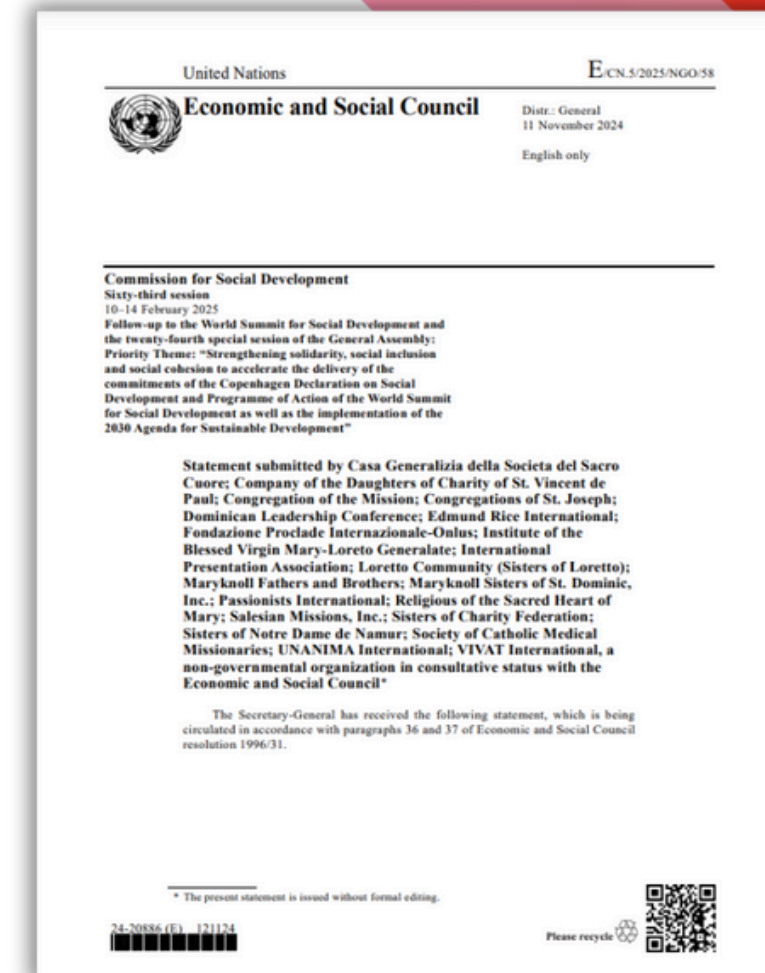 United Nations
E/CN.5/2025/NGO/58
Economic and Social Council
Distr.: General
11 November 2024
English only
Commission for Social Development
Sixty-third session
10–14 February 2025
Follow-up to the World Summit for Social Development and
the twenty-fourth special session of the General Assembly:
Priority Theme: “Strengthening solidarity, social inclusion
and social cohesion to accelerate the delivery of the
commitments of the Copenhagen Declaration on Social
Development and Programme of Action of the World Summit
for Social Development as well as the implementation of the
2030 Agenda for Sustainable Development”
Statement submitted by Casa Generalizia della Societa del Sacro
Cuore; Company of the Daughters of Charity of St. Vincent de
Paul; Congregation of the Mission; Congregations of St. Joseph;
Dominican Leadership Conference; Edmund Rice International;
Fondazione Proclade Internazionale-Onlus; Institute of the
Blessed Virgin Mary-Loreto Generalate; International
Presentation Association; Loretto Community (Sisters of Loretto);
Maryknoll Fathers and Brothers; Maryknoll Sisters of St. Dominic,
Inc.; Passionists International; Religious of the Sacred Heart of
Mary; Salesian Missions, Inc.; Sisters of Charity Federation;
Sisters of Notre Dame de Namur; Society of Catholic Medical
Missionaries; UNANIMA International; VIVAT International, a
non-governmental organization in consultative status with the
Economic and Social Council*
The Secretary-General has received the following statement, which is being
circulated in accordance with paragraphs 36 and 37 of Economic and Social Council
resolution 1996/31.
* The present statement is issued without formal editing.
24-20886 (E) 121124
Please recycle